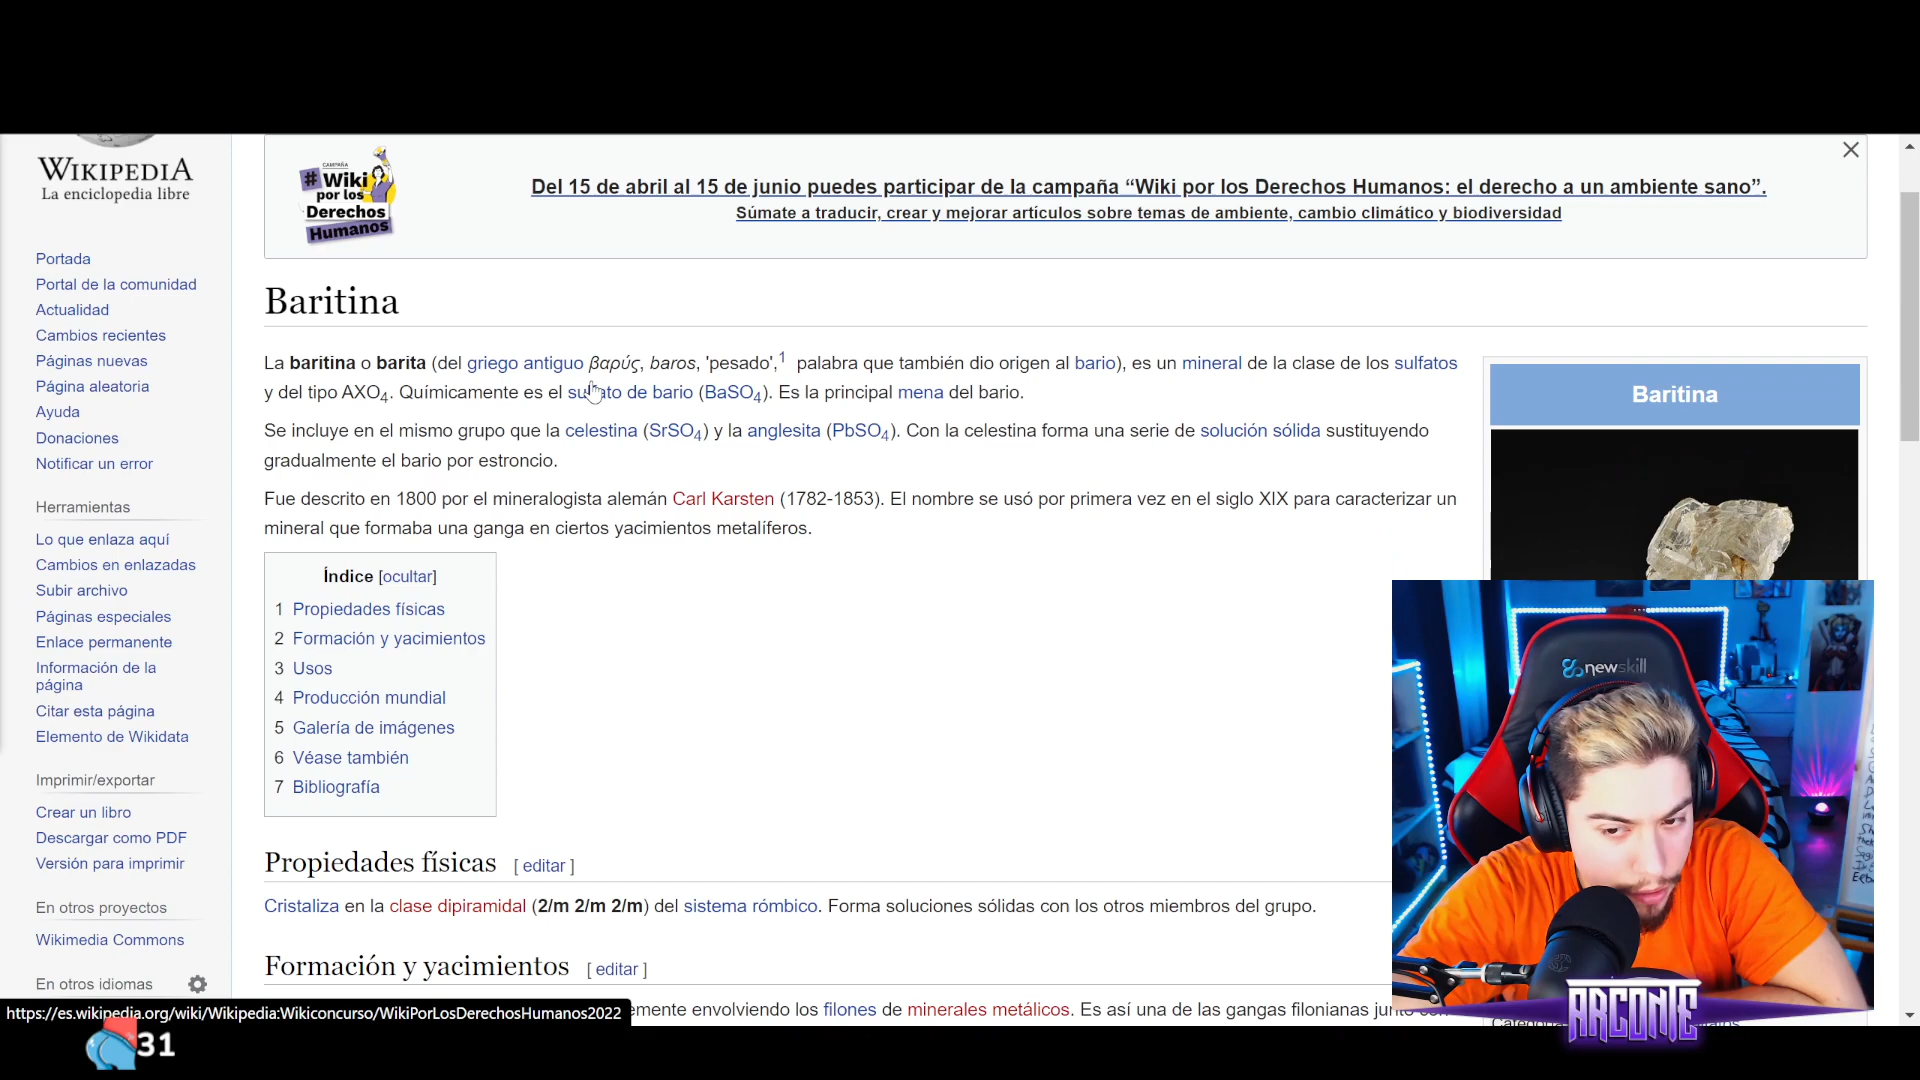 WIKIPEDIA
La enciclopedia libre
Portada
Portal de la comunidad
Actualidad
Cambios recientes
Páginas nuevas
Página aleatoria
Ayuda
Donaciones
Notificar un error
Herramientas
Lo que enlaza aquí
Cambios en enlazadas
Subir archivo
Páginas especiales
Enlace permanente
Información de la
página
Citar esta página
Elemento de Wikidata
Imprimir/exportar
Crear un libro
Descargar como PDF
Versión para imprimir
En otros proyectos
Wikimedia Commons
En otros idiomas
CAMPAÑA
#Wiki
por los
Derechos
Humanos
Del 15 de abril al 15 de junio puedes participar de la campaña “Wiki por los Derechos Humanos: el derecho a un ambiente sano”.
Súmate a traducir, crear y mejorar artículos sobre temas de ambiente, cambio climático y biodiversidad
Baritina
La baritina o barita (del griego antiguo βαρύς, baros, 'pesado',1 palabra que también dio origen al bario), es un mineral de la clase de los sulfatos
y del tipo AXO4. Químicamente es el sulfato de bario (BaSO4). Es la principal mena del bario.
Se incluye en el mismo grupo que la celestina (SrSO4) y la anglesita (PbSO4). Con la celestina forma una serie de solución sólida sustituyendo
gradualmente el bario por estroncio.
Fue descrito en 1800 por el mineralogista alemán Carl Karsten (1782-1853). El nombre se usó por primera vez en el siglo XIX para caracterizar un
mineral que formaba una ganga en ciertos yacimientos metalíferos.
Índice [ocultar]
1 Propiedades físicas
2 Formación y yacimientos
3 Usos
4 Producción mundial
5 Galería de imágenes
6 Véase también
7 Bibliografía
Propiedades físicas [ editar ]
Cristaliza en la clase dipiramidal (2/m 2/m 2/m) del sistema rómbico. Forma soluciones sólidas con los otros miembros del grupo.
Formación y yacimientos [ editar ]
emente envolviendo los filones de minerales metálicos. Es así una de las gangas filonianas
Baritina
newskill
ARCONTE
https://es.wikipedia.org/wiki/Wikipedia:Wikiconcurso/WikiPorLosDerechosHumanos2022
31